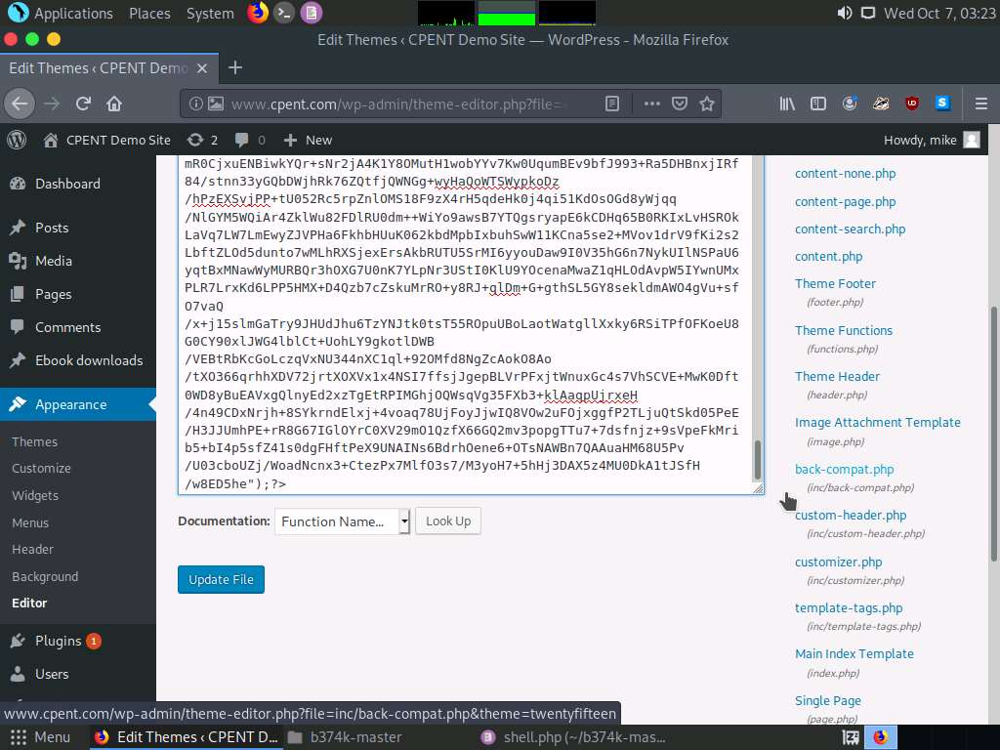 Applications Places System Wed Oct 7, 03:23
Edit Themes ‹ CPENT Demo Site — WordPress - Mozilla Firefox
Edit Themes ‹ CPENT Demo
www.cpent.com/wp-admin/theme-editor.php?file=
CPENT Demo Site 2 0 New Howdy, mike
Dashboard
Posts
Media
Pages
Comments
Ebook downloads
Appearance
Themes
Customize
Widgets
Menus
Header
Background
Editor
Plugins 1
Users
mR0CjxuENBiwkYQr+sNr2jA4K1Y8OMutH1wobYYv7Kw0UqumBEv9bfJ993+Ra5DHBnxjIRf
84/stnn33yGQbDWjhRk76ZQtfjQWNGg+wyHaQoWTSWypkoDz
/hPzEXSvjPP+tU052Rc5rpZnlOMS18F9zX4rH5qdeHk0j4qi51KdOsOGd8yWjqq
/NlGYM5WQiAr4ZklWu82FDlRU0dm++WiYo9awsB7YTQgsryapE6kCDHq65B0RKIxLvHSROk
LaVq7LW7LmEwyZJVPHa6FkhbHUuK062kbdMpbIxbuhSwW11KCna5se2+MVov1drV9fKi2s2
LbftZLOd5dunto7wMLhRXSjexErsAkbRUTU5SrMI6yyouDaw9I0V35hG6n7NykUIlNSPaU6
yqtBxMNawWyMURBQr3hOXG7U0nK7YLpNr3UStI0KlU9YOcenaMwaZ1qHLOdAvpW5IYwnUMx
PLR7LrxKd6LPP5HMX+D4Qzb7cZskuMrRO+y8RJ+qlDm+G+gthSL5GY8sekldmAWO4gVu+sf
O7vaQ
/x+j15slmGaTry9JHUdJhu6TzYNJtk0tsT55ROpuUBoLaotWatgllXxky6RSiTPfOFKoeU8
G0CY90xlJWG4lblCt+UohLY9gkotlDWB
/VEBtRbKcGoLczqVxNU344nXC1ql+92OMfd8NgZcAokO8Ao
/tXO366qrhhXDV72jrtXOXVx1x4NSI7ffsjJgepBLVrPFxjtWnuxGc4s7VhSCVE+MwK0Dft
0WD8yBuEAVxgQlnyEd2xzTgEtRPIMGhjOQWsqVg35FXb3+klAaqpUjrxeH
/4n49CDxNrjh+8SYkrndElxj+4voaq78UjFoyJjwIQ8VOw2uFOjxggfP2TLjuQtSkd05PeE
/H3JJUmhPE+rR8G67IGlOYrC0XV29mO1QzfX66GQ2mv3popgTTu7+7dsfnjz+9sVpeFkMri
b5+bI4p5sfZ41s0dgFHftPeX9UNAINs6BdrhOene6+OTsNAWBn7QAAuaHM68U5Pv
/U03cboUZj/WoadNcnx3+CtezPx7MlfO3s7/M3yoH7+5hHj3DAX5z4MU0DkA1tJSfH
/w8ED5he");?>
Documentation: Function Name... Look Up
Update File
content-none.php
content-page.php
content-search.php
content.php
Theme Footer
(footer.php)
Theme Functions
(functions.php)
Theme Header
(header.php)
Image Attachment Template
(image.php)
back-compat.php
(inc/back-compat.php)
custom-header.php
(inc/custom-header.php)
customizer.php
(inc/customizer.php)
template-tags.php
(inc/template-tags.php)
Main Index Template
(index.php)
Single Page
(page.php)
www.cpent.com/wp-admin/theme-editor.php?file=inc/back-compat.php&theme=twentyfifteen
Menu Edit Themes ‹ CPENT D... b374k-master shell.php (~/b374k-mas...